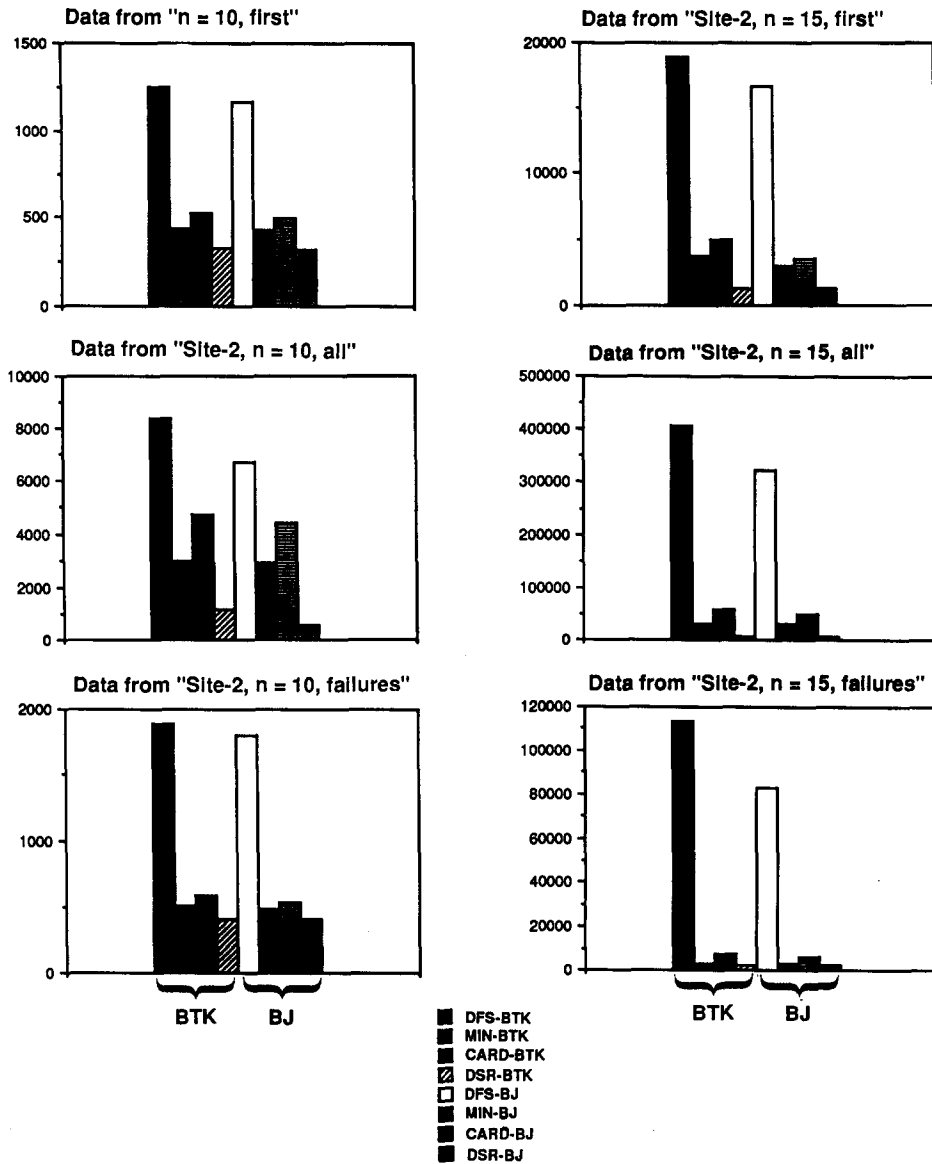 Data from "n = 10, first"
1500
1000
500
0
Data from "Site-2, n = 15, first"
20000
10000
0
Data from "Site-2, n = 10, all"
10000
8000
6000
4000
2000
0
Data from "Site-2, n = 15, all"
500000
400000
300000
200000
100000
0
Data from "Site-2, n = 10, failures"
2000
1000
0
BTK BJ
Data from "Site-2, n = 15, failures"
120000
100000
80000
60000
40000
20000
0
BTK BJ
DFS-BTK
MIN-BTK
CARD-BTK
DSR-BTK
DFS-BJ
MIN-BJ
CARD-BJ
DSR-BJ